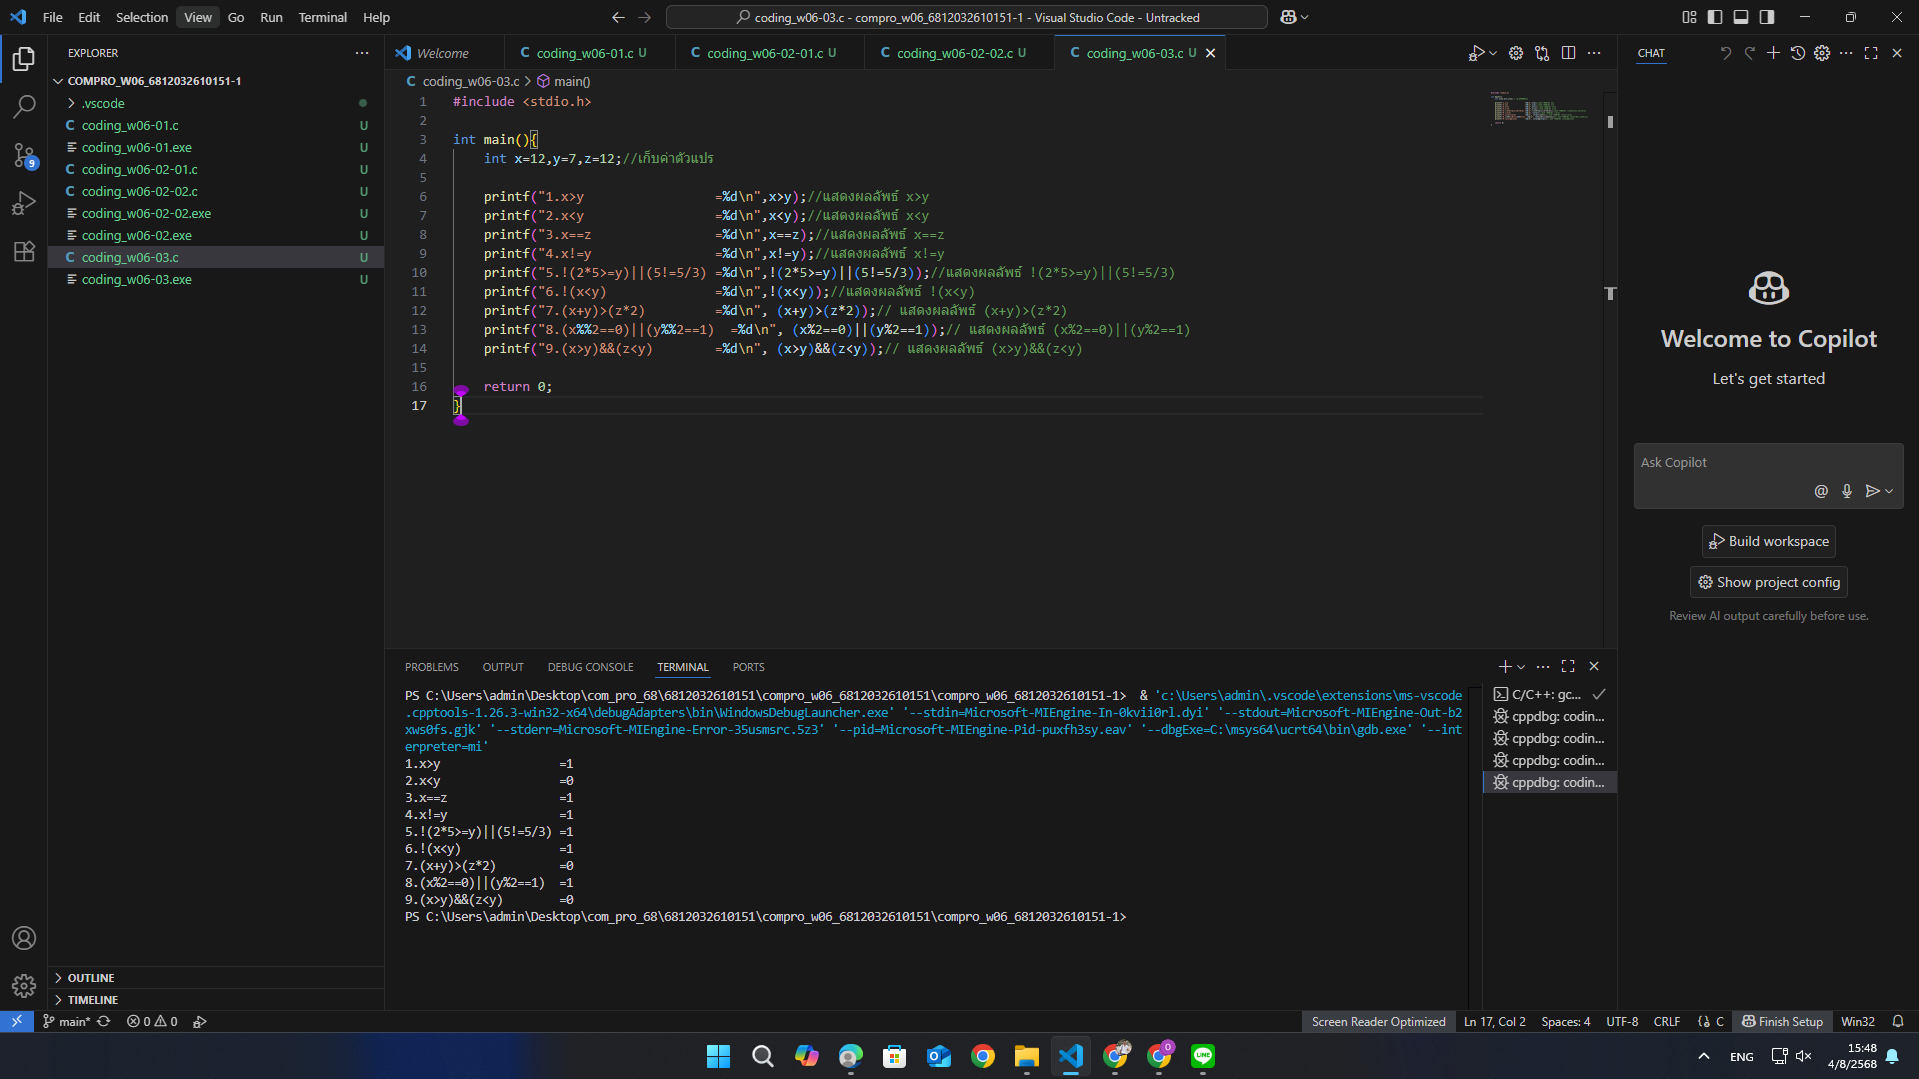 File Edit Selection View Go Run Terminal Help
coding_w06-03.c - compro_w06_6812032610151-1 - Visual Studio Code - Untracked
EXPLORER
COMPRO_W06_6812032610151-1
.vscode
C coding_w06-01.c U
coding_w06-01.exe U
C coding_w06-02-01.c U
C coding_w06-02-02.c U
coding_w06-02-02.exe U
coding_w06-02.exe U
C coding_w06-03.c U
coding_w06-03.exe U
OUTLINE
TIMELINE
9
Welcome
C coding_w06-01.c U
C coding_w06-02-01.c U
C coding_w06-02-02.c U
C coding_w06-03.c U
C coding_w06-03.c > main()
1 #include <stdio.h>
2
3 int main(){
4 int x=12,y=7,z=12;//เก็บค่าตัวแปร
5
6 printf("1.x>y =%d\n",x>y);//แสดงผลลัพธ์ x>y
7 printf("2.x<y =%d\n",x<y);//แสดงผลลัพธ์ x<y
8 printf("3.x==z =%d\n",x==z);//แสดงผลลัพธ์ x==z
9 printf("4.x!=y =%d\n",x!=y);//แสดงผลลัพธ์ x!=y
10 printf("5.!(2*5>=y)||(5!=5/3) =%d\n",!(2*5>=y)||(5!=5/3));//แสดงผลลัพธ์ !(2*5>=y)||(5!=5/3)
11 printf("6.!(x<y) =%d\n",!(x<y));//แสดงผลลัพธ์ !(x<y)
12 printf("7.(x+y)>(z*2) =%d\n", (x+y)>(z*2));// แสดงผลลัพธ์ (x+y)>(z*2)
13 printf("8.(x%%2==0)||(y%%2==1) =%d\n", (x%2==0)||(y%2==1));// แสดงผลลัพธ์ (x%2==0)||(y%2==1)
14 printf("9.(x>y)&&(z<y) =%d\n", (x>y)&&(z<y));// แสดงผลลัพธ์ (x>y)&&(z<y)
15
16 return 0;
17 }
PROBLEMS OUTPUT DEBUG CONSOLE TERMINAL PORTS
PS C:\Users\admin\Desktop\com_pro_68\6812032610151\compro_w06_6812032610151\compro_w06_6812032610151-1> & 'c:\Users\admin\.vscode\extensions\ms-vscode
.cpptools-1.26.3-win32-x64\debugAdapters\bin\WindowsDebugLauncher.exe' '--stdin=Microsoft-MIEngine-In-0kvii0rl.dyi' '--stdout=Microsoft-MIEngine-Out-b2
xws0fs.gjk' '--stderr=Microsoft-MIEngine-Error-35usmsrc.5z3' '--pid=Microsoft-MIEngine-Pid-puxfh3sy.eav' '--dbgExe=C:\msys64\ucrt64\bin\gdb.exe' '--int
erpreter=mi'
1.x>y =1
2.x<y =0
3.x==z =1
4.x!=y =1
5.!(2*5>=y)||(5!=5/3) =1
6.!(x<y) =1
7.(x+y)>(z*2) =0
8.(x%2==0)||(y%2==1) =1
9.(x>y)&&(z<y) =0
PS C:\Users\admin\Desktop\com_pro_68\6812032610151\compro_w06_6812032610151\compro_w06_6812032610151-1>
C/C++: gc...
cppdbg: codin...
cppdbg: codin...
cppdbg: codin...
cppdbg: codin...
CHAT
Welcome to Copilot
Let's get started
Ask Copilot
@
Build workspace
Show project config
Review AI output carefully before use.
main* 0 0
Screen Reader Optimized Ln 17, Col 2 Spaces: 4 UTF-8 CRLF C Finish Setup Win32
LINE
ENG
15:48
4/8/2568